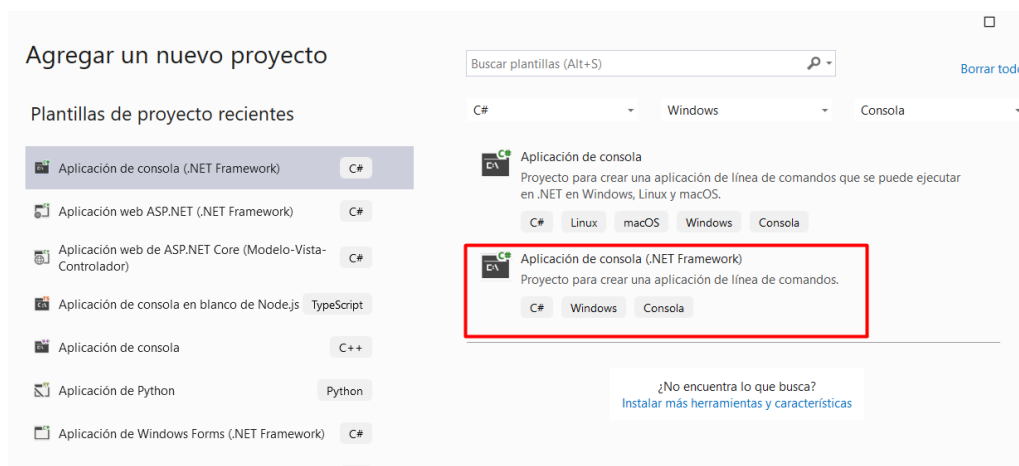 Agregar un nuevo proyecto
Plantillas de proyecto recientes
Aplicación de consola (.NET Framework) C#
Aplicación web ASP.NET (.NET Framework) C#
Aplicación web de ASP.NET Core (Modelo-Vista-
Controlador) C#
Aplicación de consola en blanco de Node.js TypeScript
Aplicación de consola C++
Aplicación de Python Python
Aplicación de Windows Forms (.NET Framework) C#
Buscar plantillas (Alt+S)
Borrar tod
C# Windows Consola
Aplicación de consola
Proyecto para crear una aplicación de línea de comandos que se puede ejecutar
en .NET en Windows, Linux y macOS.
C# Linux macOS Windows Consola
Aplicación de consola (.NET Framework)
Proyecto para crear una aplicación de línea de comandos.
C# Windows Consola
¿No encuentra lo que busca?
Instalar más herramientas y características